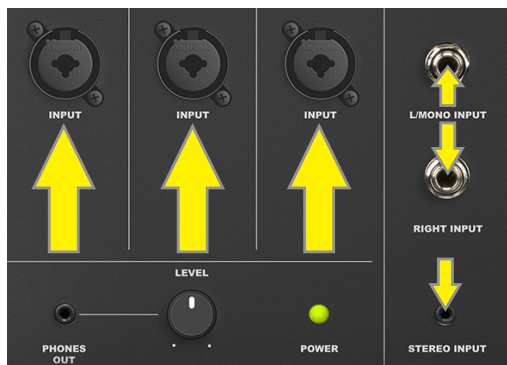 INPUT
INPUT
INPUT
L/MONO INPUT
RIGHT INPUT
LEVEL
PHONES
OUT
POWER
STEREO INPUT